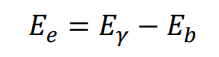 E_e = E_γ − E_b